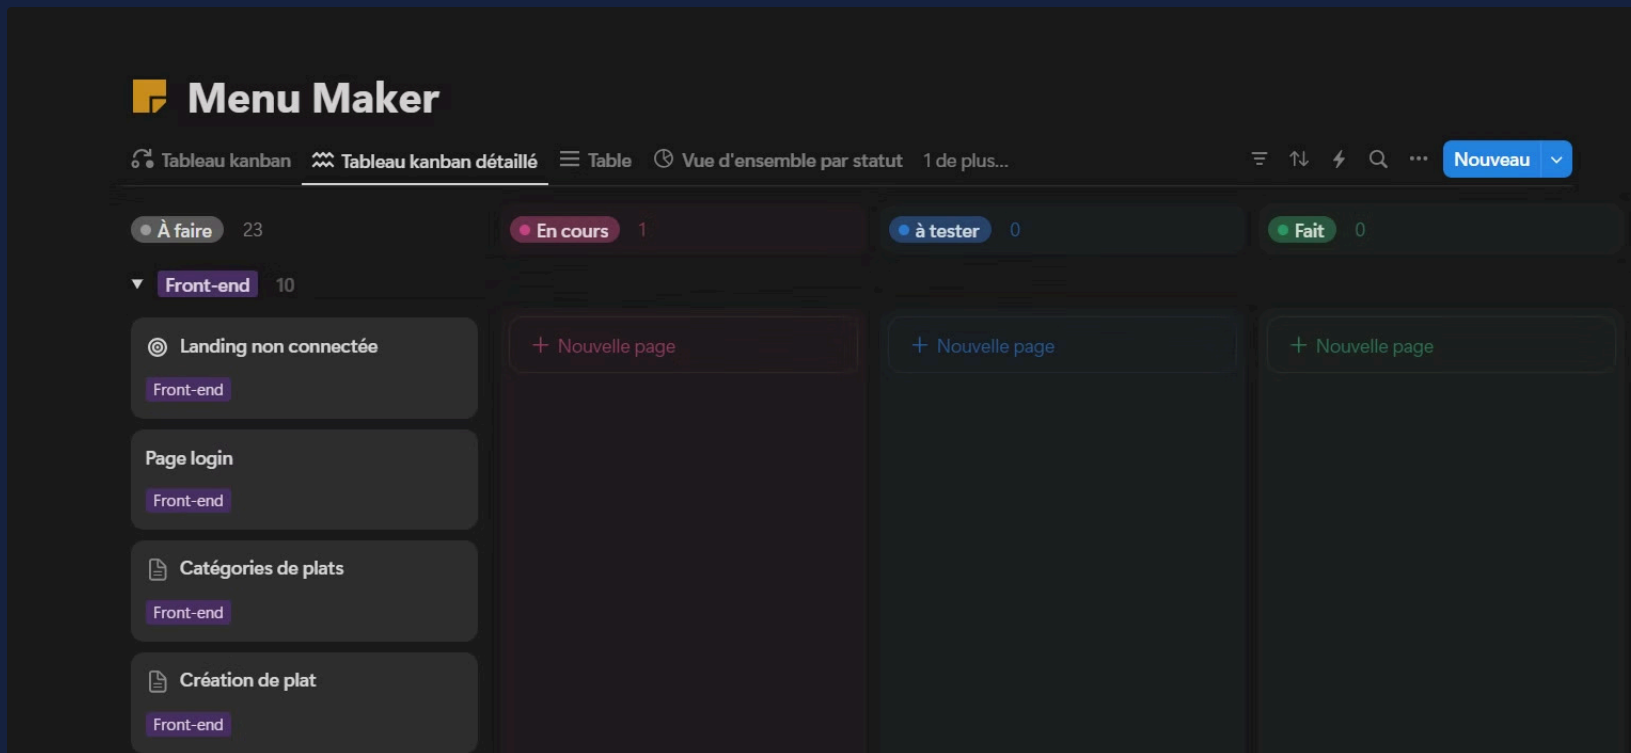 Menu Maker
Tableau kanban Tableau kanban détaillé Table Vue d'ensemble par statut 1 de plus... Nouveau
À faire 23 En cours 1 à tester 0 Fait 0
Front-end 10
Landing non connectée + Nouvelle page + Nouvelle page + Nouvelle page
Front-end
Page login
Front-end
Catégories de plats
Front-end
Création de plat
Front-end